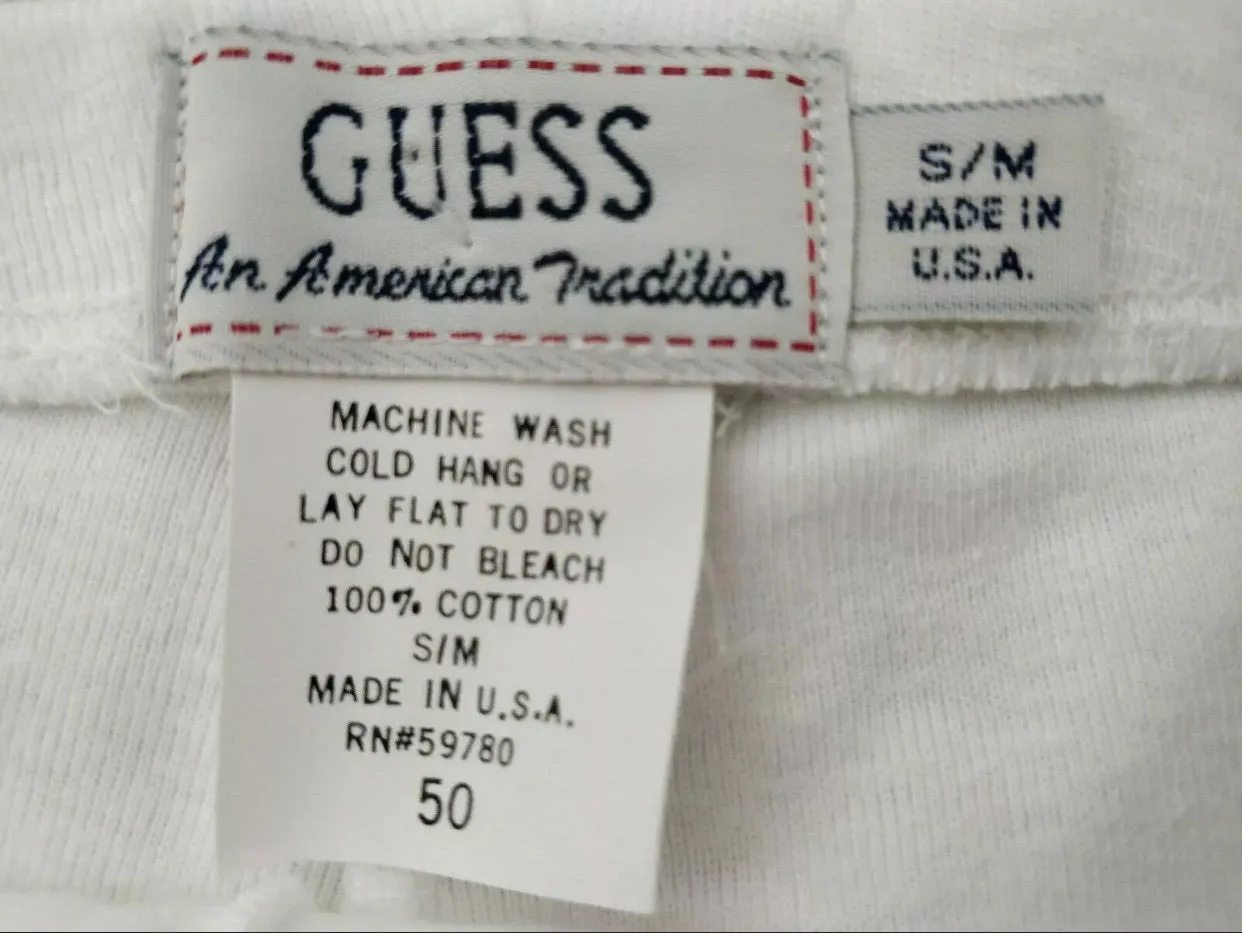 GUESS
An American Tradition
S/M
MADE IN
U.S.A.
MACHINE WASH
COLD HANG OR
LAY FLAT TO DRY
DO NOT BLEACH
100% COTTON
S/M
MADE IN U.S.A.
RN#59780
50